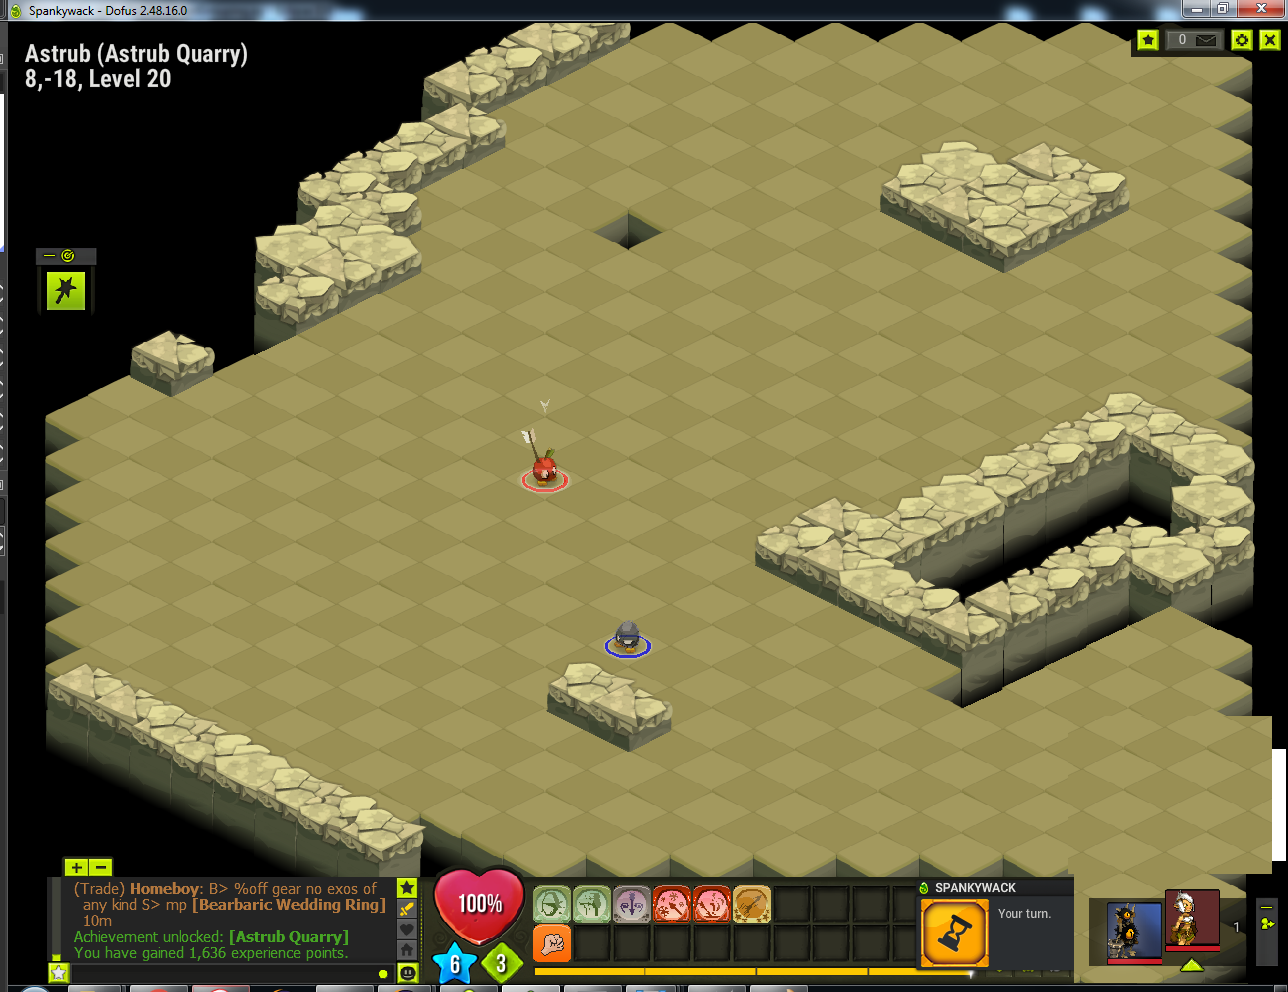 Spankywack - Dofus 2.48.16.0
Astrub (Astrub Quarry)
8,-18, Level 20
0
(Trade) Homeboy: B> %off gear no exos of
any kind S> mp [Bearbaric Wedding Ring]
10m
Achievement unlocked: [Astrub Quarry]
You have gained 1,636 experience points.
100%
6
3
SPANKYWACK
Your turn.
1